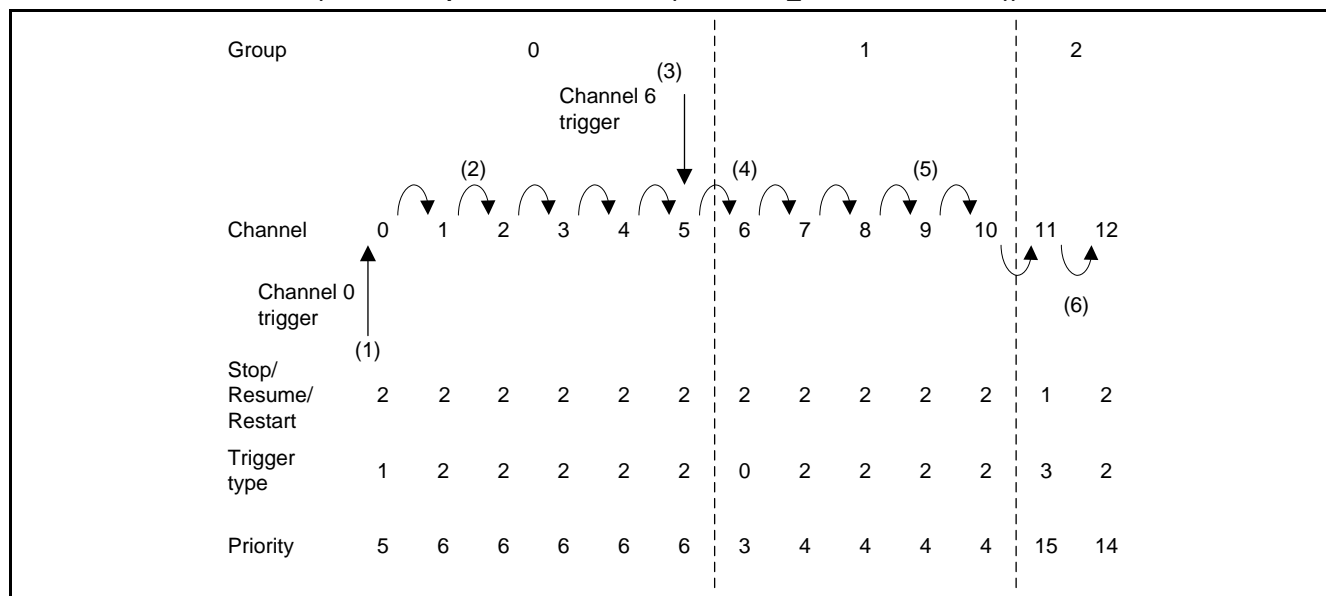 Group 0 1 2
(3)
Channel 6
trigger
(2) (4) (5)
Channel 0 1 2 3 4 5 6 7 8 9 10 11 12
Channel 0
trigger
(6)
(1)
Stop/
Resume/
Restart
2 2 2 2 2 2 2 2 2 2 2 1 2
Trigger
type
1 2 2 2 2 2 0 2 2 2 2 3 2
Priority 5 6 6 6 6 6 3 4 4 4 4 15 14